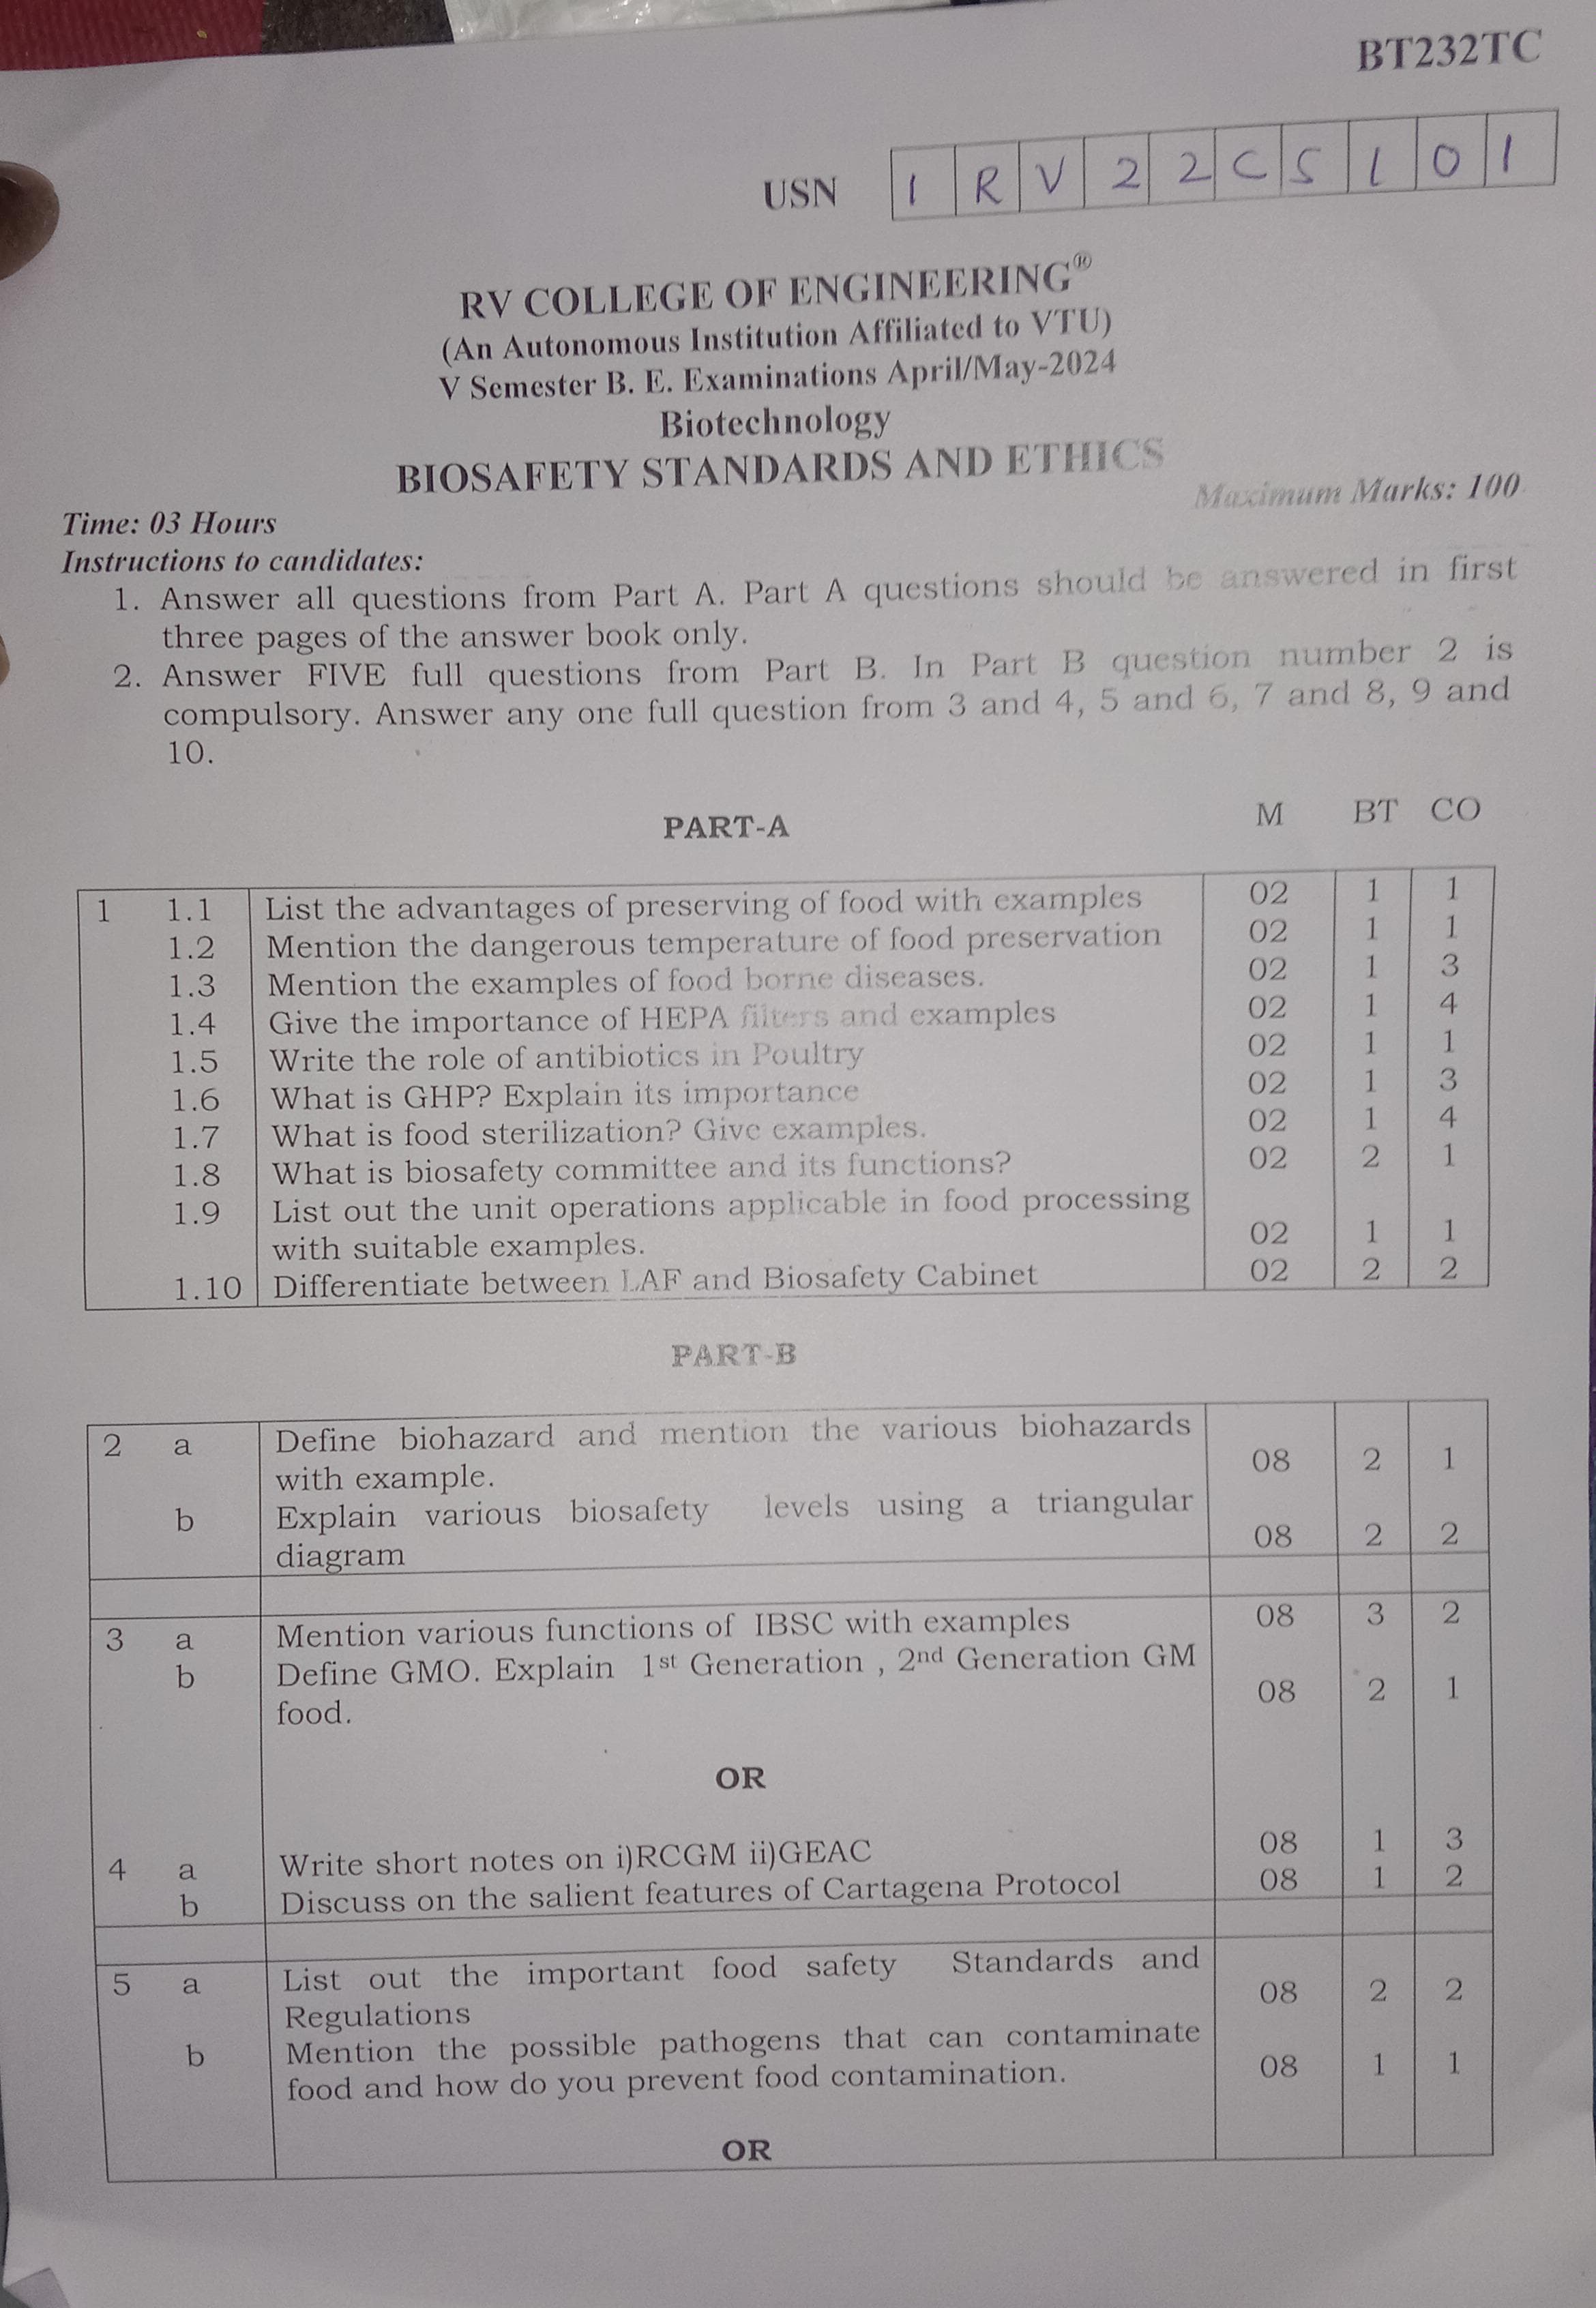 BT232TC
USN 1 R V 2 2 C S 1 0 1
RV COLLEGE OF ENGINEERING®
(An Autonomous Institution Affiliated to VTU)
V Semester B. E. Examinations April/May-2024
Biotechnology
BIOSAFETY STANDARDS AND ETHICS
Time: 03 Hours Maximum Marks: 100
Instructions to candidates:
1. Answer all questions from Part A. Part A questions should be answered in first
three pages of the answer book only.
2. Answer FIVE full questions from Part B. In Part B question number 2 is
compulsory. Answer any one full question from 3 and 4, 5 and 6, 7 and 8, 9 and
10.
PART-A M BT CO
1 1.1 List the advantages of preserving of food with examples 02 1 1
1.2 Mention the dangerous temperature of food preservation 02 1 1
1.3 Mention the examples of food borne diseases. 02 1 3
1.4 Give the importance of HEPA filters and examples 02 1 4
1.5 Write the role of antibiotics in Poultry 02 1 1
1.6 What is GHP? Explain its importance 02 1 3
1.7 What is food sterilization? Give examples. 02 1 4
1.8 What is biosafety committee and its functions? 02 2 1
1.9 List out the unit operations applicable in food processing
with suitable examples. 02 1 1
1.10 Differentiate between LAF and Biosafety Cabinet 02 2 2
PART-B
2 a Define biohazard and mention the various biohazards
with example. 08 2 1
b Explain various biosafety levels using a triangular
diagram 08 2 2
3 a Mention various functions of IBSC with examples 08 3 2
b Define GMO. Explain 1st Generation , 2nd Generation GM
food. 08 2 1
OR
4 a Write short notes on i)RCGM ii)GEAC 08 1 3
b Discuss on the salient features of Cartagena Protocol 08 1 2
5 a List out the important food safety Standards and
Regulations 08 2 2
b Mention the possible pathogens that can contaminate
food and how do you prevent food contamination. 08 1 1
OR